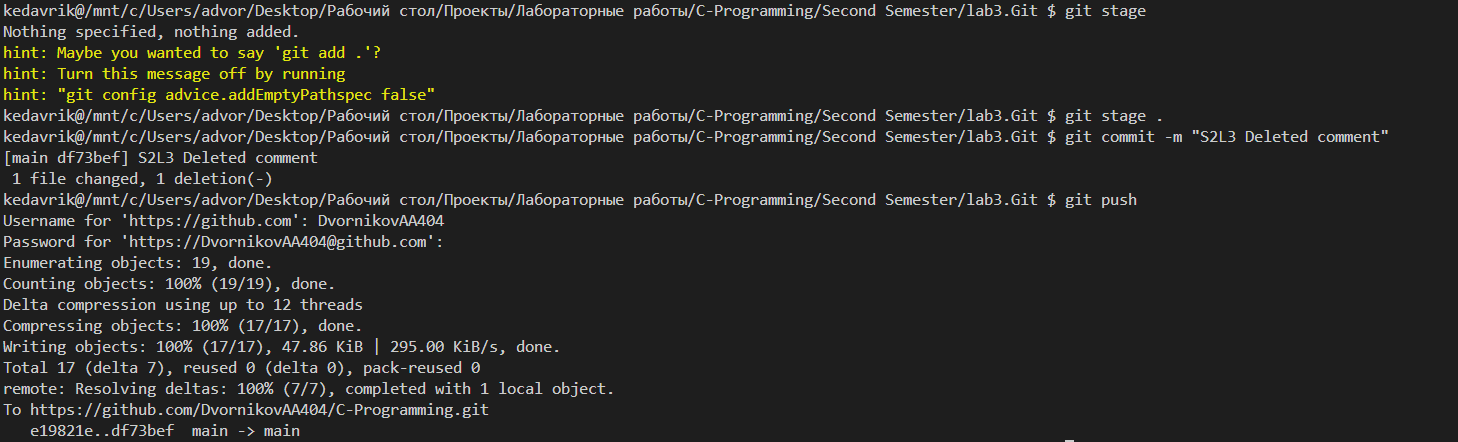 kedavrik@/mnt/c/Users/advor/Desktop/Рабочий стол/Проекты/Лабораторные работы/C-Programming/Second Semester/lab3.Git $ git stage
Nothing specified, nothing added.
hint: Maybe you wanted to say 'git add .'?
hint: Turn this message off by running
hint: "git config advice.addEmptyPathspec false"
kedavrik@/mnt/c/Users/advor/Desktop/Рабочий стол/Проекты/Лабораторные работы/C-Programming/Second Semester/lab3.Git $ git stage .
kedavrik@/mnt/c/Users/advor/Desktop/Рабочий стол/Проекты/Лабораторные работы/C-Programming/Second Semester/lab3.Git $ git commit -m "S2L3 Deleted comment"
[main df73bef] S2L3 Deleted comment
 1 file changed, 1 deletion(-)
kedavrik@/mnt/c/Users/advor/Desktop/Рабочий стол/Проекты/Лабораторные работы/C-Programming/Second Semester/lab3.Git $ git push
Username for 'https://github.com': DvornikovAA404
Password for 'https://DvornikovAA404@github.com':
Enumerating objects: 19, done.
Counting objects: 100% (19/19), done.
Delta compression using up to 12 threads
Compressing objects: 100% (17/17), done.
Writing objects: 100% (17/17), 47.86 KiB | 295.00 KiB/s, done.
Total 17 (delta 7), reused 0 (delta 0), pack-reused 0
remote: Resolving deltas: 100% (7/7), completed with 1 local object.
To https://github.com/DvornikovAA404/C-Programming.git
   e19821e..df73bef  main -> main